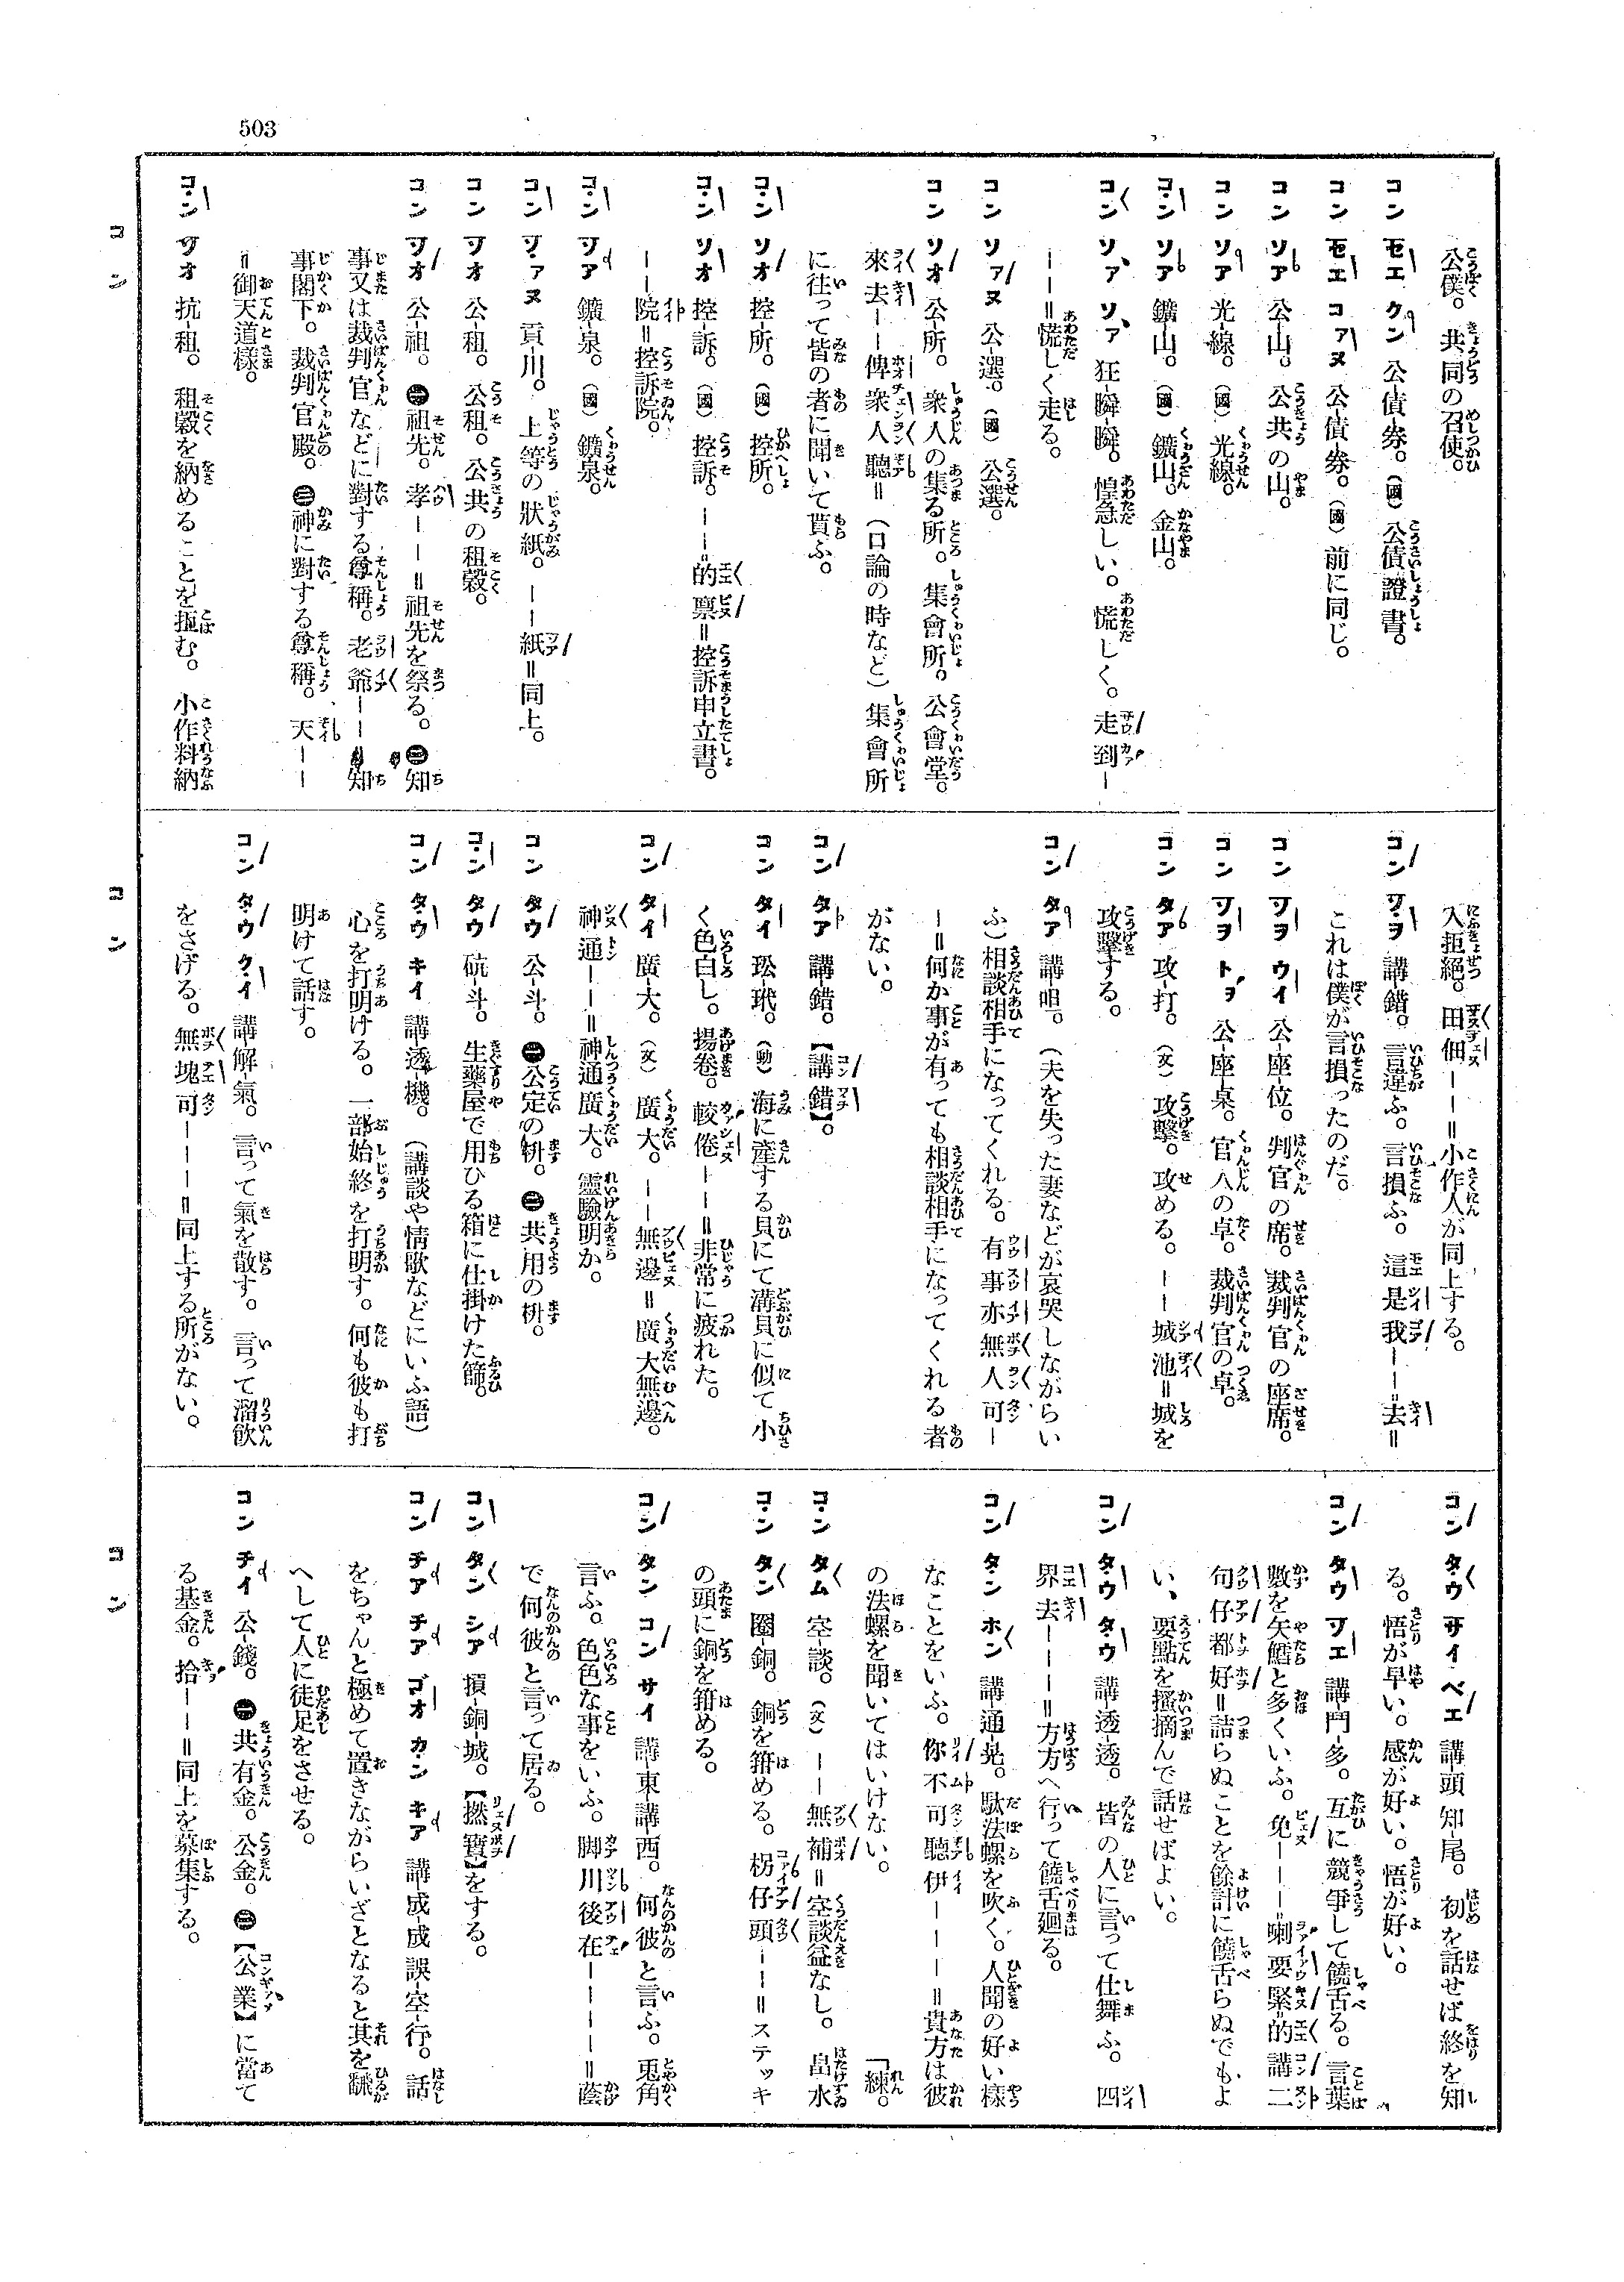 503
公僕。共同の召使。
コン モエ クン 公-債-券。(國)公債證書。
コン モエ コアヌ 公-債-券。(國)前に同じ。
コン ソア 公-山。公共の山。
コン ソア 光-線。(國)光線。
コン ソア 鑛-山。(國)鑛山。金山。
コン ソア ソア 狂-瞬-瞬。惶急しい。慌しく。走到-
--=慌しく走る。
コン ソアヌ 公-選。(國)公選。
コン ソオ 公-所。衆人の集る所。集會所。公會堂。
來去--俾衆人聽=(口論の時など)集會所
に往って皆の者に聞いて貰ふ。
コン ソオ 控-所。(國)控所。
コン ソオ 控-訴。(國)控訴。--的禀=控訴申立書。
--院=控訴院。
コン ゾア 鑛-泉。(國)鑛泉。
コン ゾアヌ 貢-川。上等の狀紙。--紙=同上。
コン ゾオ 公-租。公租。公共の租穀。
コン ゾオ 公-祖。㊀祖先。孝--=祖先を祭る。㊁知
事又は裁判官などに對する尊稱。老爺--=知
事閣下。裁判官殿。㊂神に對する尊稱。天--
=御天道樣。
コン ゾオ 抗-租。租穀を納めることを拒む。小作料納
入拒絕。田佃--=小作人が同上する。
コン ゾヲ 講-錯。言違ふ。言損ふ。這是我--去=
これは僕が言損ったのだ。
コン ゾヲ ウイ 公-座-位。判官の席。裁判官の座席。
コン ゾヲ トヲ 公-座-桌。官人の卓。裁判官の卓。
コン タア 攻-打。(文)攻擊。攻める。--城池=城を
攻擊する。
コン タア 講-呾。(夫を失った妻などが哀哭しながらい
ふ)相談相手になってくれる。有事亦無人可-
-=何か事が有っても相談相手になってくれる者
がない。
コン タア 講-錯。【講錯】。
コン タイ 玜-玳。(動)海に產する貝にて溝貝に似て小
く色白し。揚卷。較倦--=非常に疲れた。
コン タイ 廣-大。(文)廣大。--無邊=廣大無邊。
神通--=神通廣大。靈驗明か。
コン タウ 公-斗。㊀公定の枡。㊁共用の枡。
コン タウ 硿-斗。生藥屋で用ひる箱に仕掛けた篩。
コン タウ キイ 講-透-機。(講談や情歌などにいふ語)
心を打明ける。一部始終を打明す。何も彼も打
明けて話す。
コン タウ クイ 講-解-氣。言って氣を散す。言って溜飮
をさげる。無塊可---=同上する所がない。
コン タウ サイ ベエ 講頭知-尾。初を話せば終を知
る。悟が早い。感が好い。悟が好い。
コン タウ ゾエ 講-鬥-多。互に競爭して饒舌る。言葉
數を矢鱈と多くいふ。免---喇要緊的講二
句仔都好=詰らぬことを餘計に饒舌らぬでもよ
い、要點を搔摘んで話せばよい。
コン タウ タウ 講-透-透。皆の人に言って仕舞ふ。四
界去---=方方へ行って饒舌廻る。
コン タン ホン 講-通-晃。駄法螺を吹く。人聞の好い樣
なことをいふ。你不可聽伊---=貴方は彼
の法螺を聞いてはいけない。 「練。
コン タム 空-談。(文)--無補=空談益なし。畠水
コン タン 圈-銅。銅を箝める。柺仔頭--=ステッキ
の頭に銅を箝める。
コン タン コン サイ 講-東-講-西。何彼と言ふ。兎角
言ふ。色色な事をいふ。脚川後在----=蔭
で何彼と言って居る。
コン タン シア 摃-銅-城。【撚寶】をする。
コン チア チア ゴオ カン キア 講-成-成誤-空-行。話
をちゃんと極めて置きながらいざとなると其を飜
へして人に徒足をさせる。
コン チイ 公-錢。㊀共有金。公金。㊁【公業】に當て
る基金。拾--=同上を募集する。
コン
コン
コン